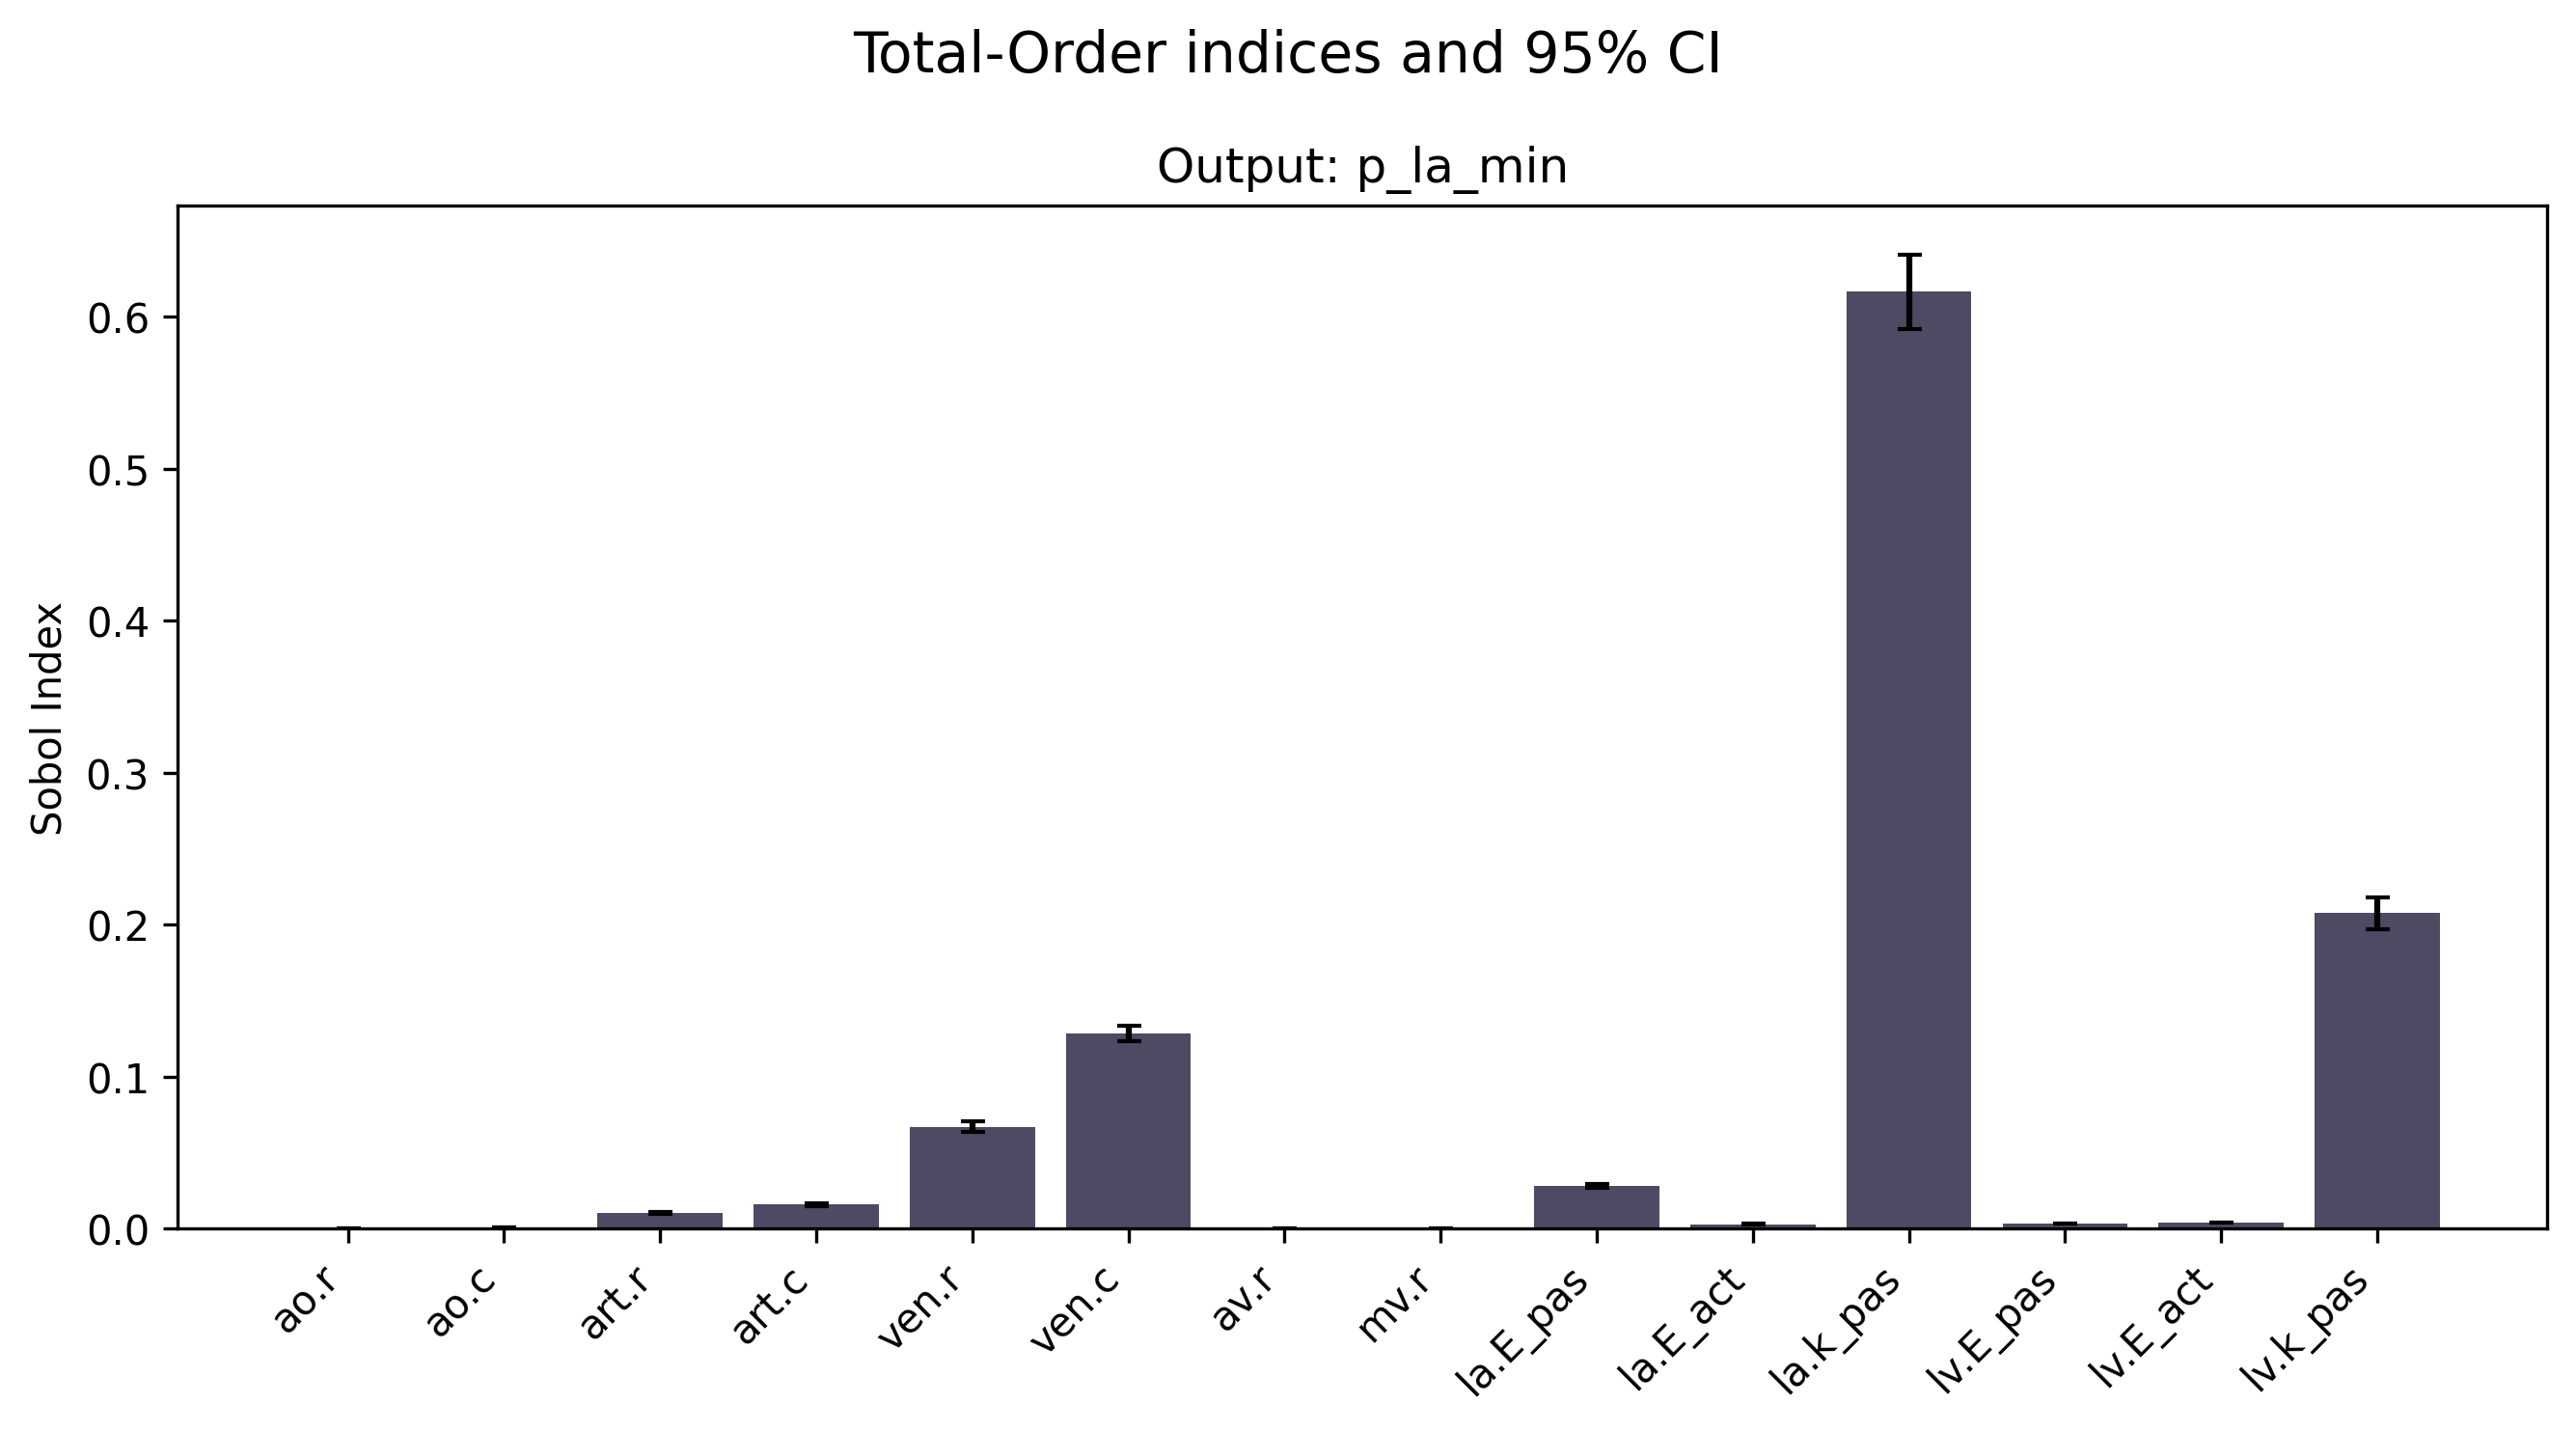 Total-Order indices and 95% CI
Output: p_la_min
Sobol Index
0.6
0.5
0.4
0.3
0.2
0.1
0.0
ao.r
ao.c
art.r
art.c
ven.r
ven.c
av.r
mv.r
la.E_pas
la.E_act
la.k_pas
lv.E_pas
lv.E_act
lv.k_pas